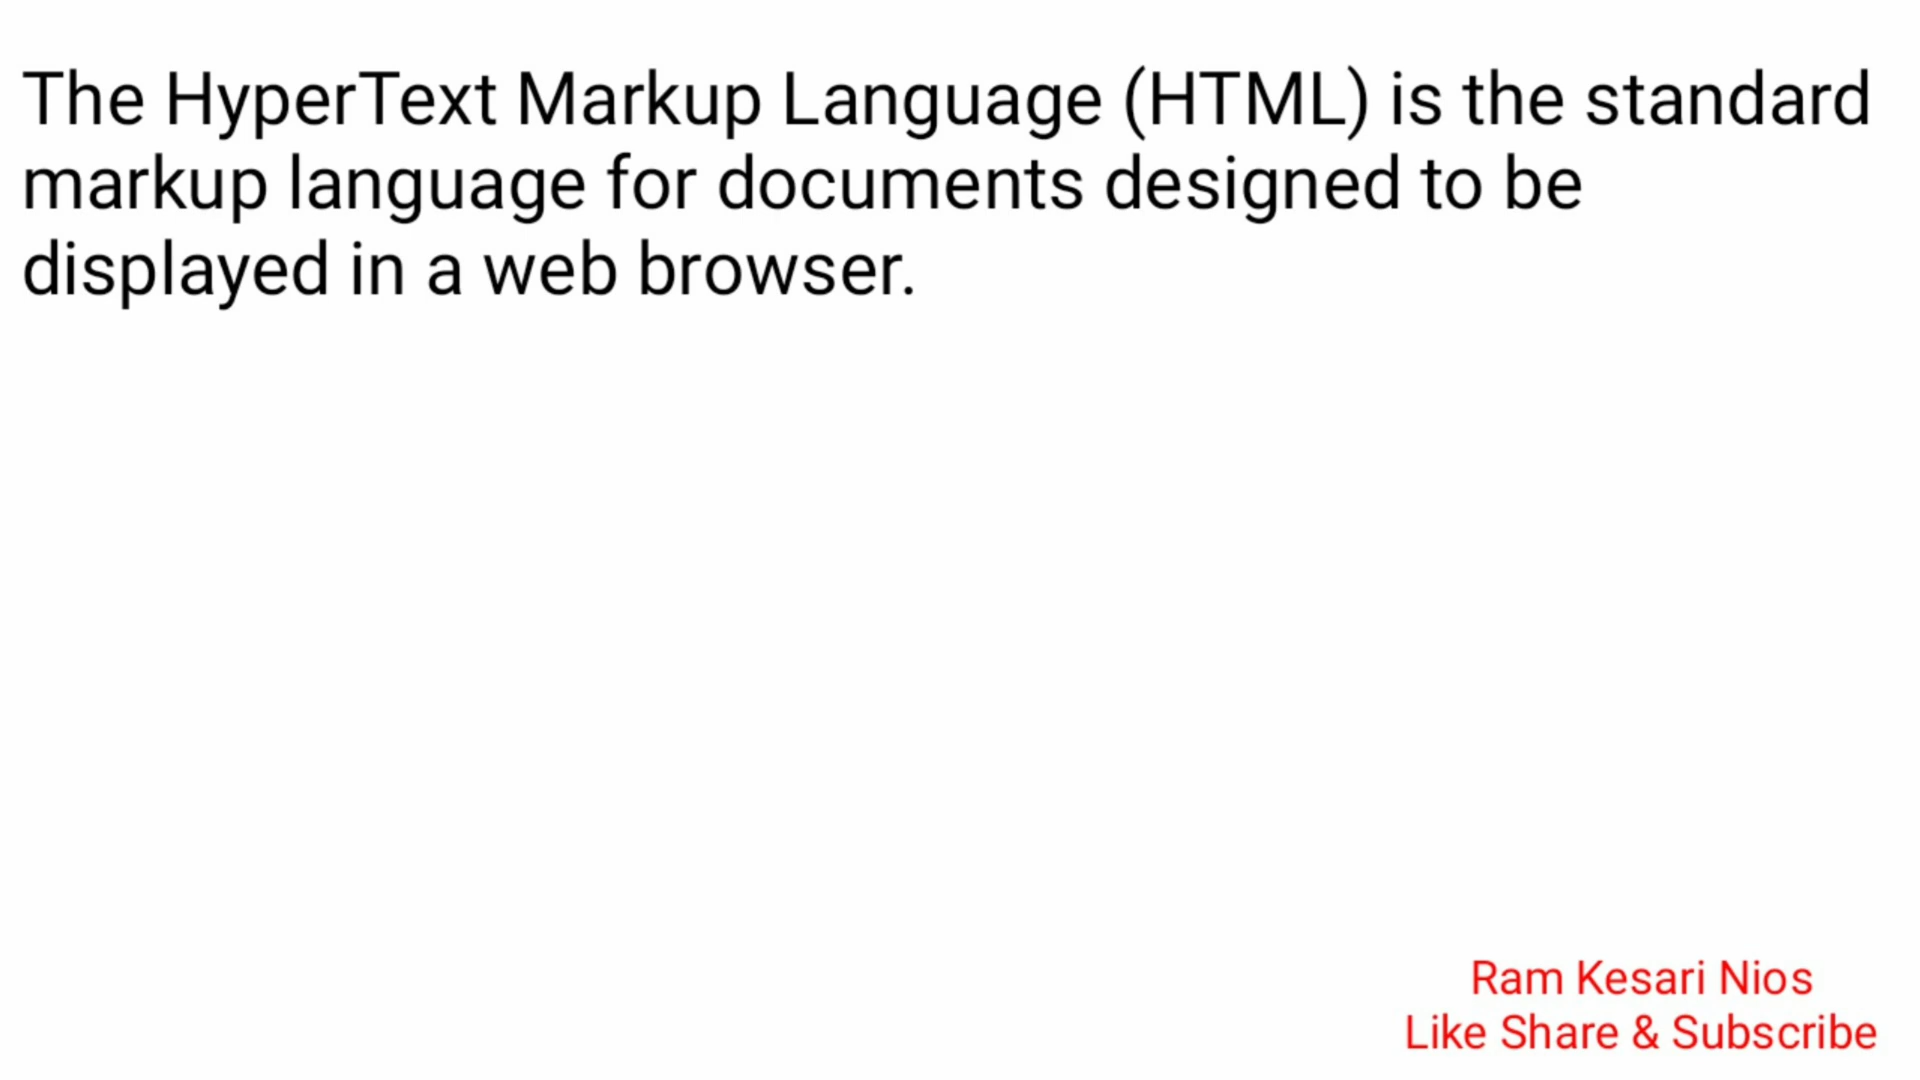 The HyperText Markup Language (HTML) is the standard
markup language for documents designed to be
displayed in a web browser.
Ram Kesari Nios
Like Share & Subscribe